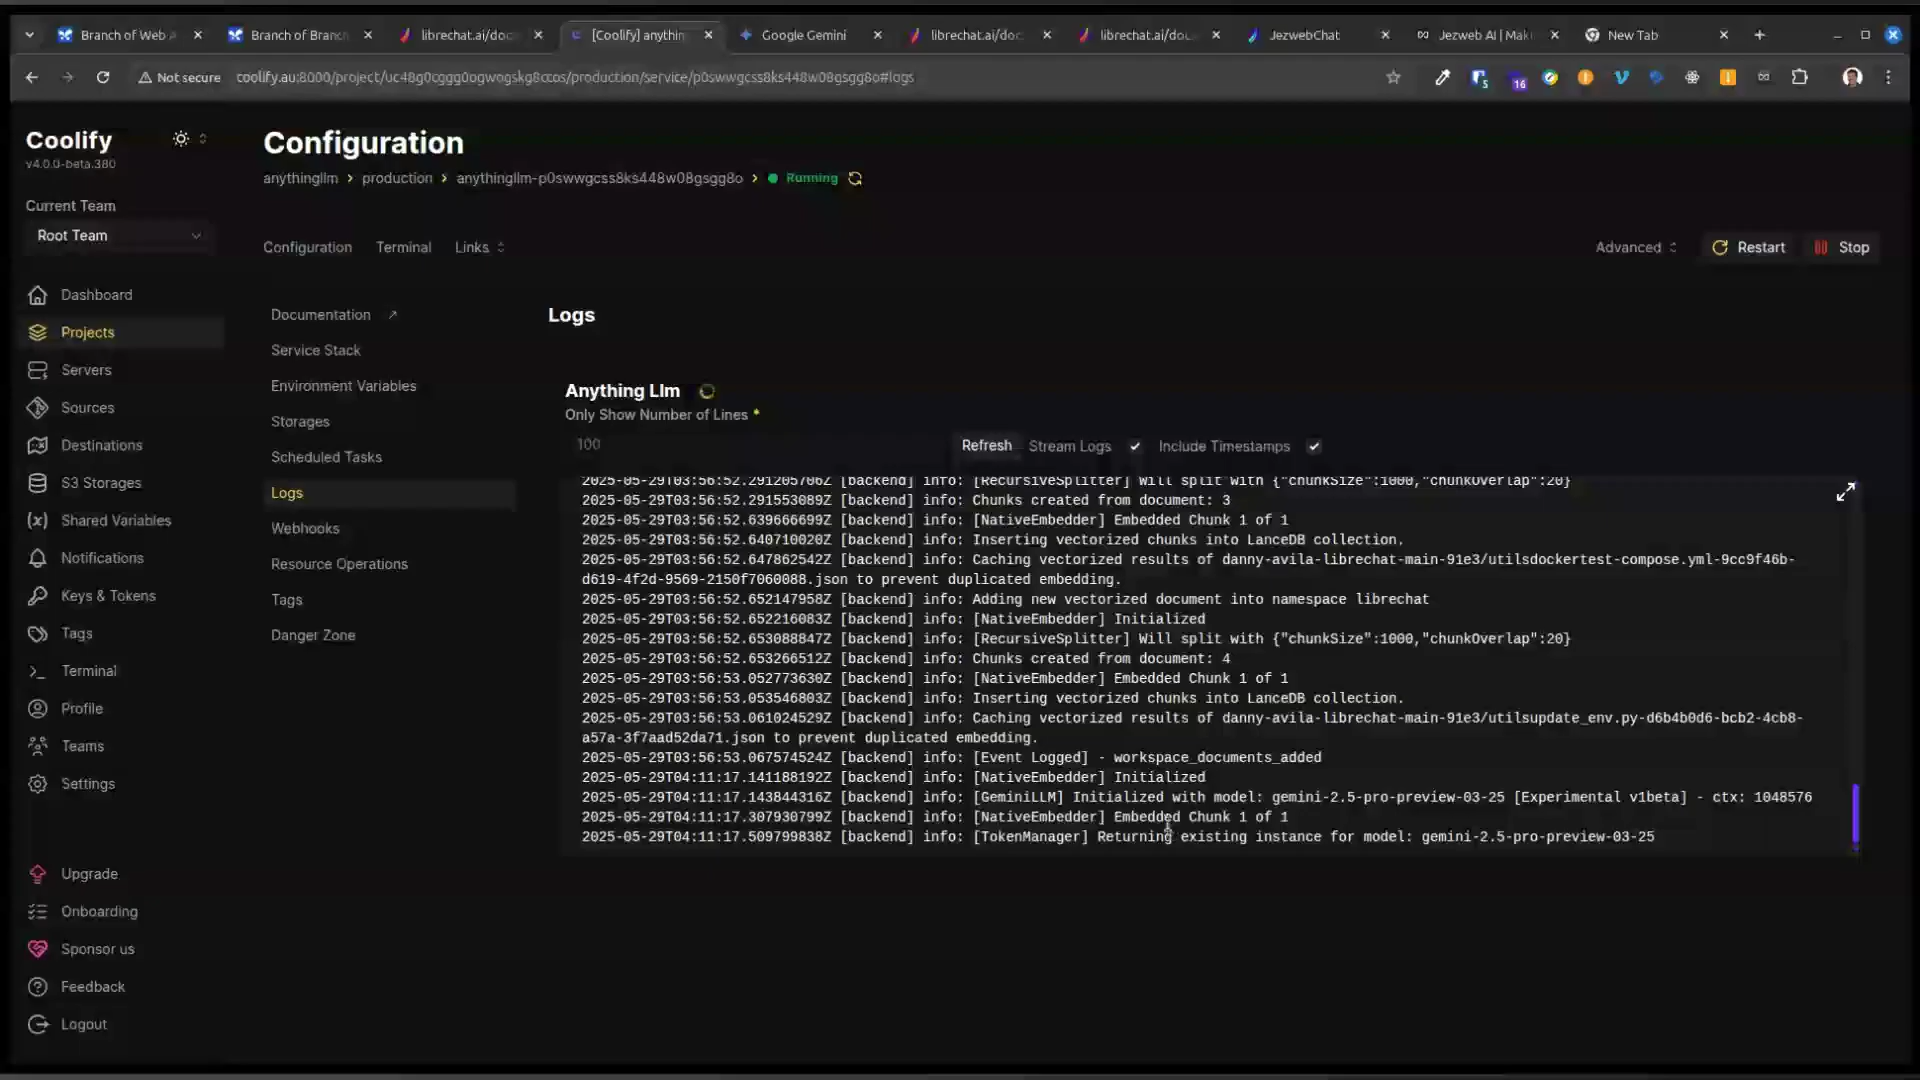 Branch of Web A
Branch of Branch
librechat.ai/doc
[Coolify] anythin
Google Gemini
librechat.ai/doc
librechat.ai/dou
JezwebChat
Jezweb AI | Mak
New Tab
Not secure
coolify.au:8000/project/uc48g0cggg0ogwogskg8ccos/production/service/p0swwgcss8ks448w08gsgg8o#logs
16
Coolify
v4.0.0-beta.380
Current Team
Root Team
Dashboard
Projects
Servers
Sources
Destinations
S3 Storages
Shared Variables
Notifications
Keys & Tokens
Tags
Terminal
Profile
Teams
Settings
Upgrade
Onboarding
Sponsor us
Feedback
Logout
Configuration
anythingllm > production > anythingllm-p0swwgcss8ks448w08gsgg8o > Running
Configuration Terminal Links
Advanced Restart Stop
Documentation
Service Stack
Environment Variables
Storages
Scheduled Tasks
Logs
Webhooks
Resource Operations
Tags
Danger Zone
Logs
Anything Llm
Only Show Number of Lines *
100
Refresh Stream Logs Include Timestamps
2025-05-29T03:56:52.291205706Z [backend] info: [RecursiveSplitter] Will split with {"chunkSize":1000,"chunkOverlap":20}
2025-05-29T03:56:52.291553089Z [backend] info: Chunks created from document: 3
2025-05-29T03:56:52.639666699Z [backend] info: [NativeEmbedder] Embedded Chunk 1 of 1
2025-05-29T03:56:52.640710020Z [backend] info: Inserting vectorized chunks into LanceDB collection.
2025-05-29T03:56:52.647862542Z [backend] info: Caching vectorized results of danny-avila-librechat-main-91e3/utilsdockertest-compose.yml-9cc9f46b-
d619-4f2d-9569-2150f7060088.json to prevent duplicated embedding.
2025-05-29T03:56:52.652147958Z [backend] info: Adding new vectorized document into namespace librechat
2025-05-29T03:56:52.652216083Z [backend] info: [NativeEmbedder] Initialized
2025-05-29T03:56:52.653088847Z [backend] info: [RecursiveSplitter] Will split with {"chunkSize":1000,"chunkOverlap":20}
2025-05-29T03:56:52.653266512Z [backend] info: Chunks created from document: 4
2025-05-29T03:56:53.052773630Z [backend] info: [NativeEmbedder] Embedded Chunk 1 of 1
2025-05-29T03:56:53.053546803Z [backend] info: Inserting vectorized chunks into LanceDB collection.
2025-05-29T03:56:53.061024529Z [backend] info: Caching vectorized results of danny-avila-librechat-main-91e3/utilsupdate_env.py-d6b4b0d6-bcb2-4cb8-
a57a-3f7aad52da71.json to prevent duplicated embedding.
2025-05-29T03:56:53.067574524Z [backend] info: [Event Logged] - workspace_documents_added
2025-05-29T04:11:17.141188192Z [backend] info: [NativeEmbedder] Initialized
2025-05-29T04:11:17.143844316Z [backend] info: [GeminiLLM] Initialized with model: gemini-2.5-pro-preview-03-25 [Experimental v1beta] - ctx: 1048576
2025-05-29T04:11:17.307930799Z [backend] info: [NativeEmbedder] Embedded Chunk 1 of 1
2025-05-29T04:11:17.509799838Z [backend] info: [TokenManager] Returning existing instance for model: gemini-2.5-pro-preview-03-25